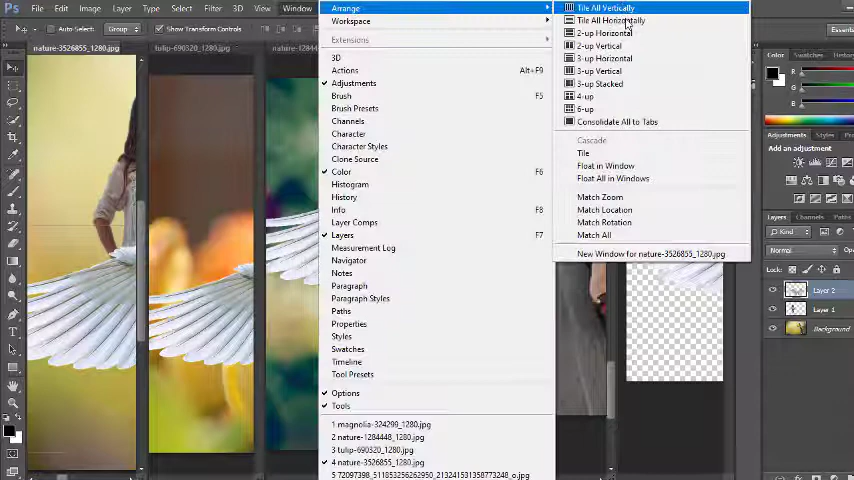 File
Edit
Image
Layer
Type
Select
Filter
3D
View
Window
Auto-Select:
Group
Show Transform Controls
nature-3526855_1280.jpg
tulip-690320_1280.jpg
nature-12844
Arrange
Workspace
Extensions
3D
Actions Alt+F9
Adjustments
Brush F5
Brush Presets
Channels
Character
Character Styles
Clone Source
Color F6
Histogram
History
Info F8
Layer Comps
Layers F7
Measurement Log
Navigator
Notes
Paragraph
Paragraph Styles
Paths
Properties
Styles
Swatches
Timeline
Tool Presets
Options
Tools
1 magnolia-324299_1280.jpg
2 nature-1284448_1280.jpg
3 tulip-690320_1280.jpg
4 nature-3526855_1280.jpg
5 72097398_511853256262950_213241531358773248_o.jpg
Tile All Vertically
Tile All Horizontally
2-up Horizontal
2-up Vertical
3-up Horizontal
3-up Vertical
3-up Stacked
4-up
6-up
Consolidate All to Tabs
Cascade
Tile
Float in Window
Float All in Windows
Match Zoom
Match Location
Match Rotation
Match All
New Window for nature-3526855_1280.jpg
Color
Swatches
Styles
R
G
B
Adjustments
Styles
Add an adjustment
Layers
Channels
Paths
Kind
Normal
Lock:
Layer 2
Layer 1
Background